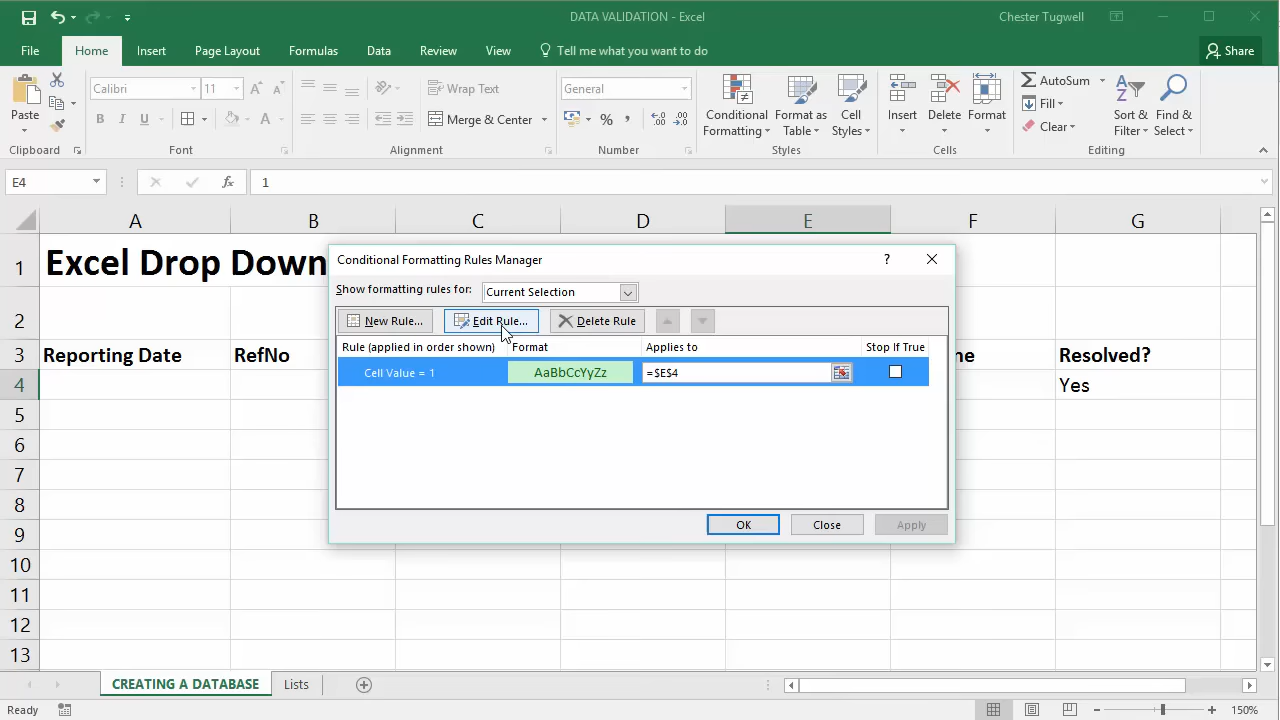 DATA VALIDATION - Excel
Chester Tugwell
File Home Insert Page Layout Formulas Data Review View Tell me what you want to do Share
Paste
Clipboard
Calibri 11
B I U A
Font
Wrap Text
Merge & Center
Alignment
General
%
Number
Conditional Formatting
Format as Table
Cell Styles
Styles
Insert
Delete
Format
Cells
AutoSum
Fill
Clear
Sort & Filter
Find & Select
Editing
E4 fx 1
A B C D E F G
1 Excel Drop Down
2
3 Reporting Date RefNo ne Resolved?
4 Yes
5
6
7
8
9
10
11
12
13
Conditional Formatting Rules Manager ?
Show formatting rules for: Current Selection
New Rule... Edit Rule... Delete Rule
Rule (applied in order shown) Format Applies to Stop If True
Cell Value = 1 AaBbCcYyZz =$E$4
OK Close Apply
CREATING A DATABASE Lists
Ready 150%